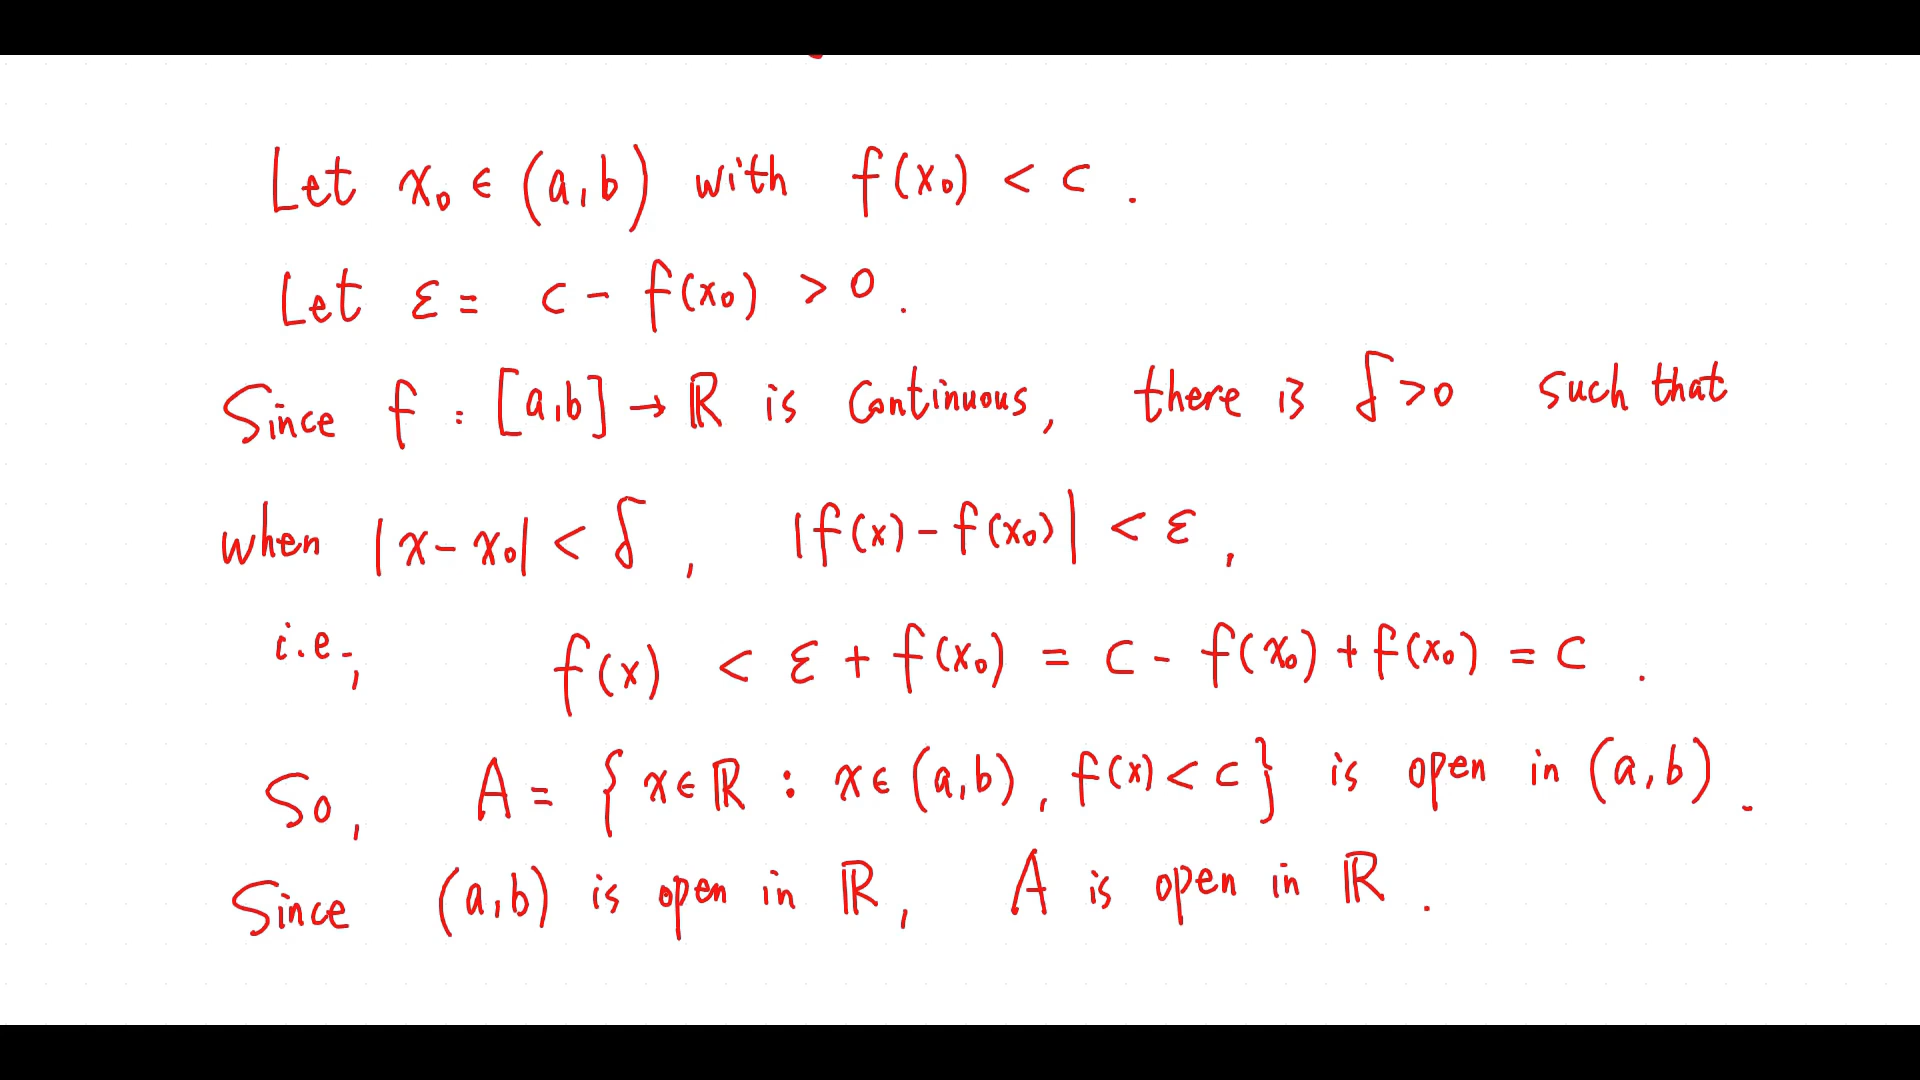 Let x₀ ∈ (a,b) with f(x₀) < c .
Let ε = c - f(x₀) > 0 .
Since f : [a,b] → ℝ is continuous, there is δ>0 such that
when |x - x₀| < δ , |f(x) - f(x₀)| < ε ,
i.e., f(x) < ε + f(x₀) = c - f(x₀) + f(x₀) = c .
So, A = { x∈ℝ : x∈(a,b), f(x) < c } is open in (a,b) .
Since (a,b) is open in ℝ, A is open in ℝ .